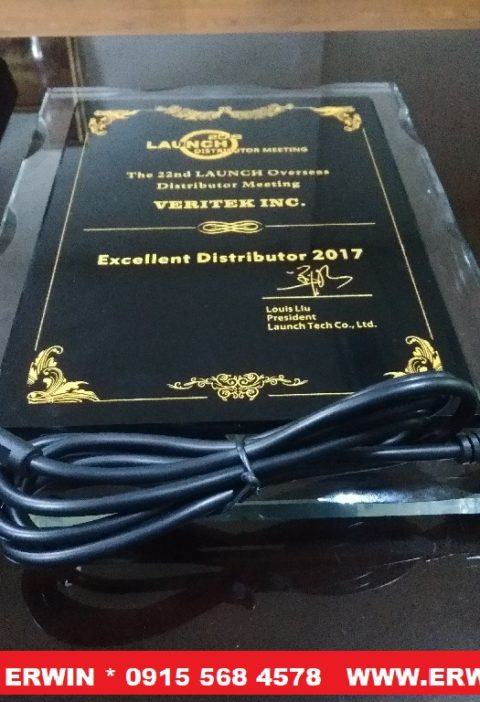 LAUNCH
DISTRIBUTOR MEETING
The 22nd LAUNCH Overseas
Distributor Meeting
VERITEK INC.
Excellent Distributor 2017
Louis Liu
President
Launch Tech Co., Ltd.
ERWIN * 0915 568 4578 WWW.ERW